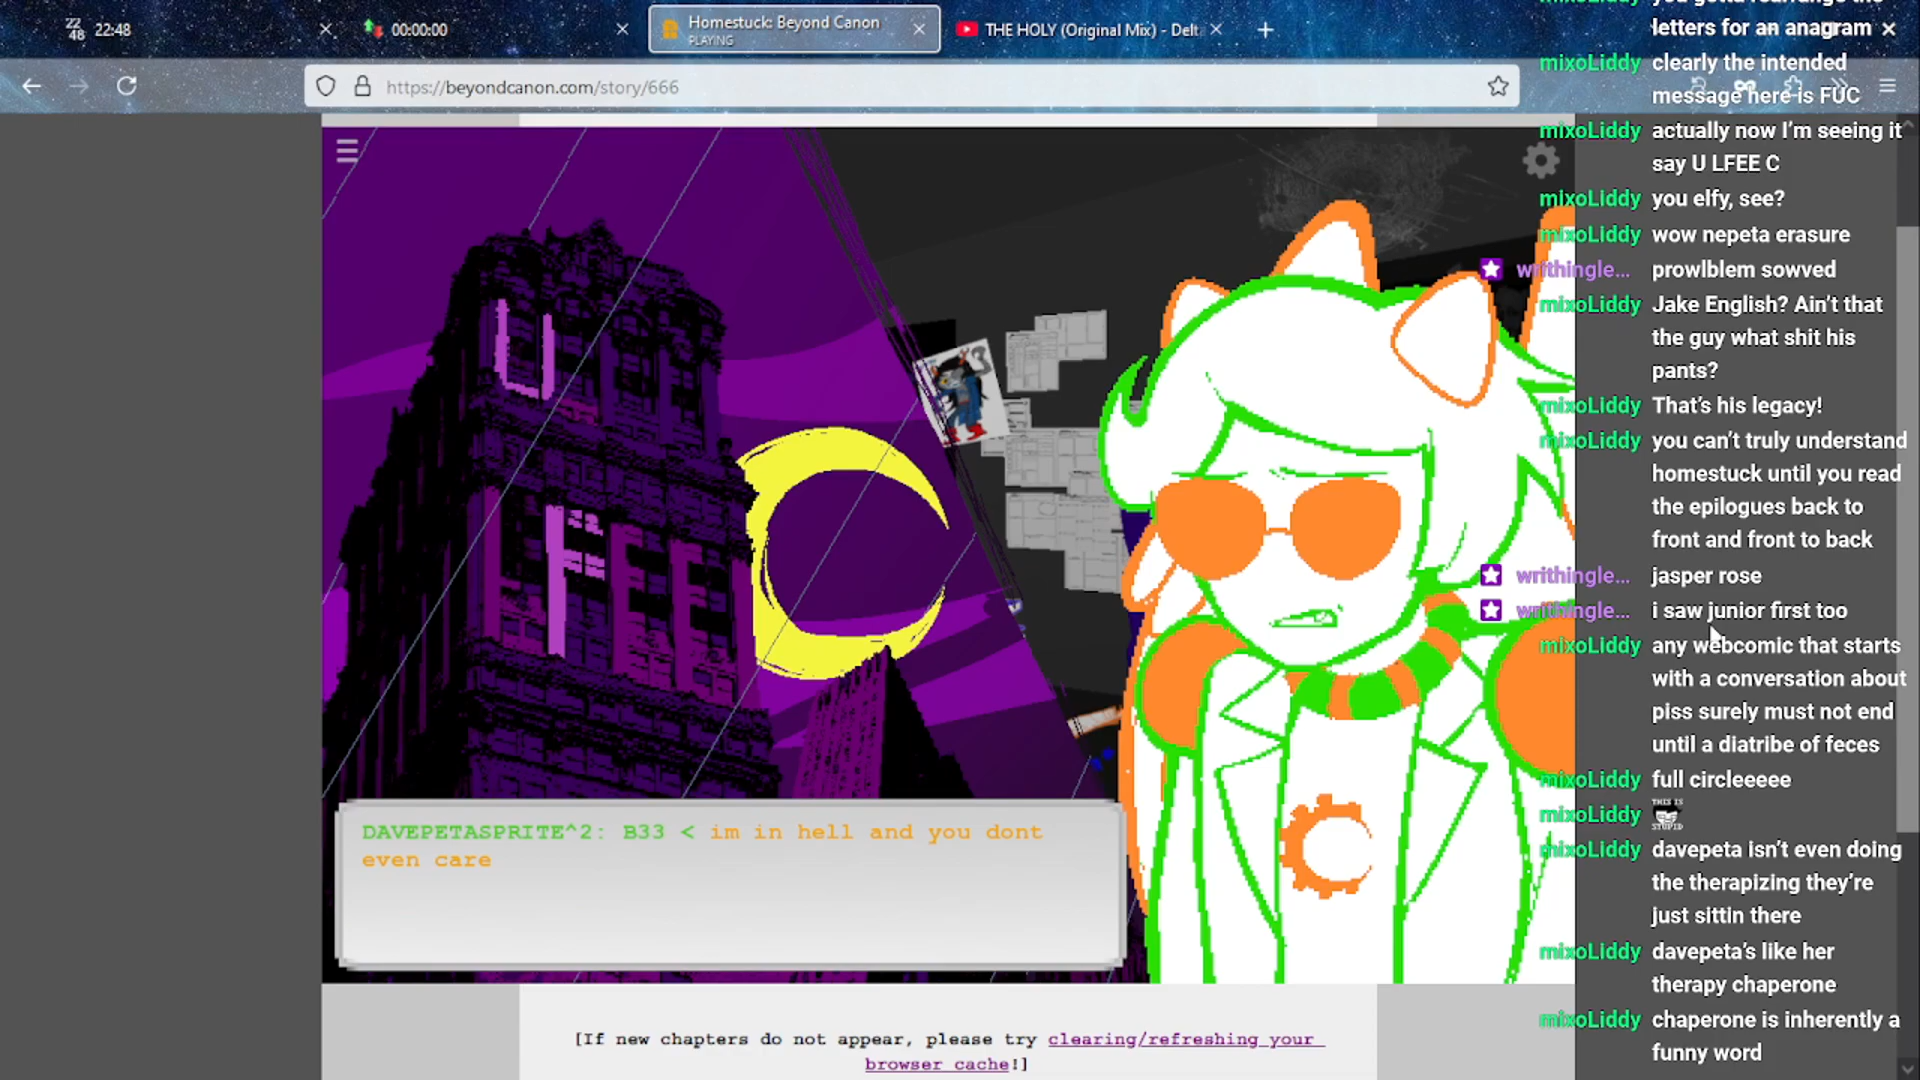 22
48
22:48
00:00:00
Homestuck: Beyond Canon
PLAYING
THE HOLY (Original Mix) - Delt
https://beyondcanon.com/story/666
U
FEE
C
DAVEPETASPRITE^2: B33 < im in hell and you dont
even care
[If new chapters do not appear, please try clearing/refreshing your
browser cache!]
letters for an anagram
mixoLiddy clearly the intended
message here is FUC
mixoLiddy actually now I'm seeing it
say U LFEE C
mixoLiddy you elfy, see?
mixoLiddy wow nepeta erasure
writhingle... prowlblem sowved
mixoLiddy Jake English? Ain't that
the guy what shit his
pants?
mixoLiddy That's his legacy!
mixoLiddy you can't truly understand
homestuck until you read
the epilogues back to
front and front to back
writhingle... jasper rose
writhingle... i saw junior first too
mixoLiddy any webcomic that starts
with a conversation about
piss surely must not end
until a diatribe of feces
mixoLiddy full circleeeee
mixoLiddy THIS IS
STUPID
mixoLiddy davepeta isn't even doing
the therapizing they're
just sittin there
mixoLiddy davepeta's like her
therapy chaperone
mixoLiddy chaperone is inherently a
funny word